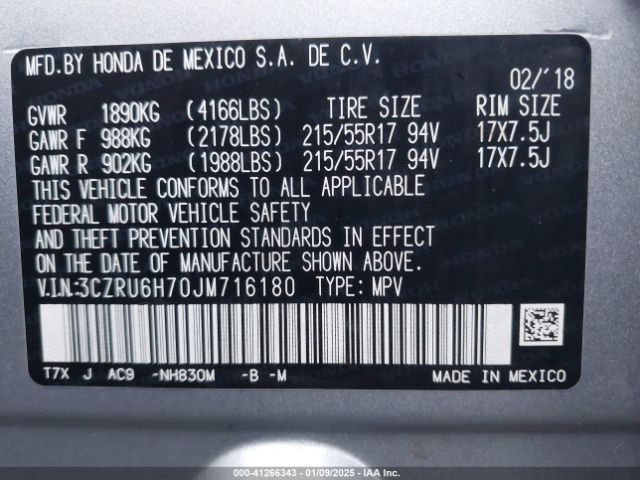 MFD.BY HONDA DE MEXICO S.A. DE C.V.
02/'18
GVWR 1890KG (4166LBS) TIRE SIZE RIM SIZE
GAWR F 988KG (2178LBS) 215/55R17 94V 17X7.5J
GAWR R 902KG (1988LBS) 215/55R17 94V 17X7.5J
THIS VEHICLE CONFORMS TO ALL APPLICABLE
FEDERAL MOTOR VEHICLE SAFETY
AND THEFT PREVENTION STANDARDS IN EFFECT
ON THE DATE OF MANUFACTURE SHOWN ABOVE.
V.I.N.:3CZRU6H70JM716180 TYPE: MPV
T7X J AC9 -NH830M -B -M MADE IN MEXICO
000-41266343 - 01/09/2025 - IAAI.com